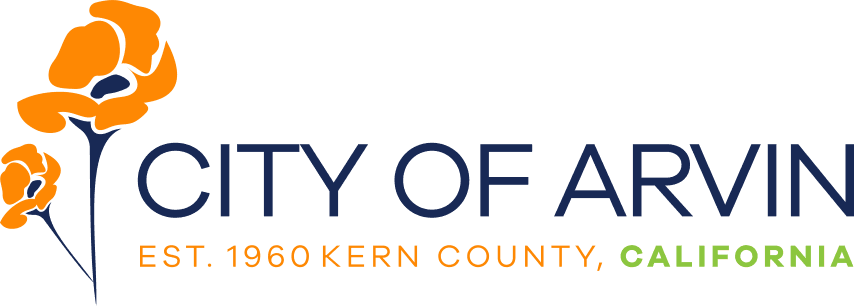 CITY OF ARVIN
EST. 1960 KERN COUNTY, CALIFORNIA